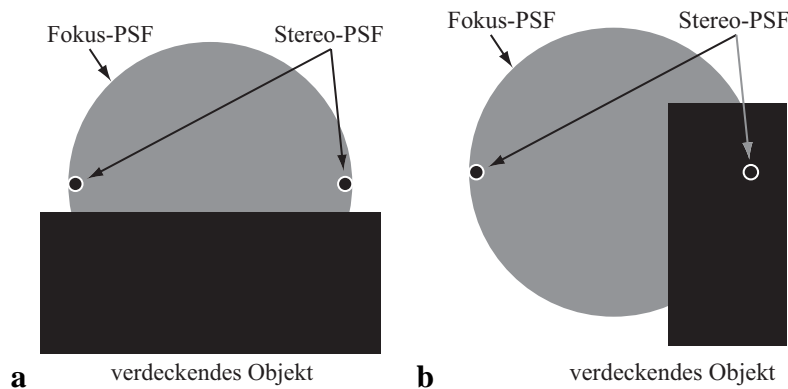 Fokus-PSF
Stereo-PSF
a
verdeckendes Objekt
Fokus-PSF
Stereo-PSF
b
verdeckendes Objekt